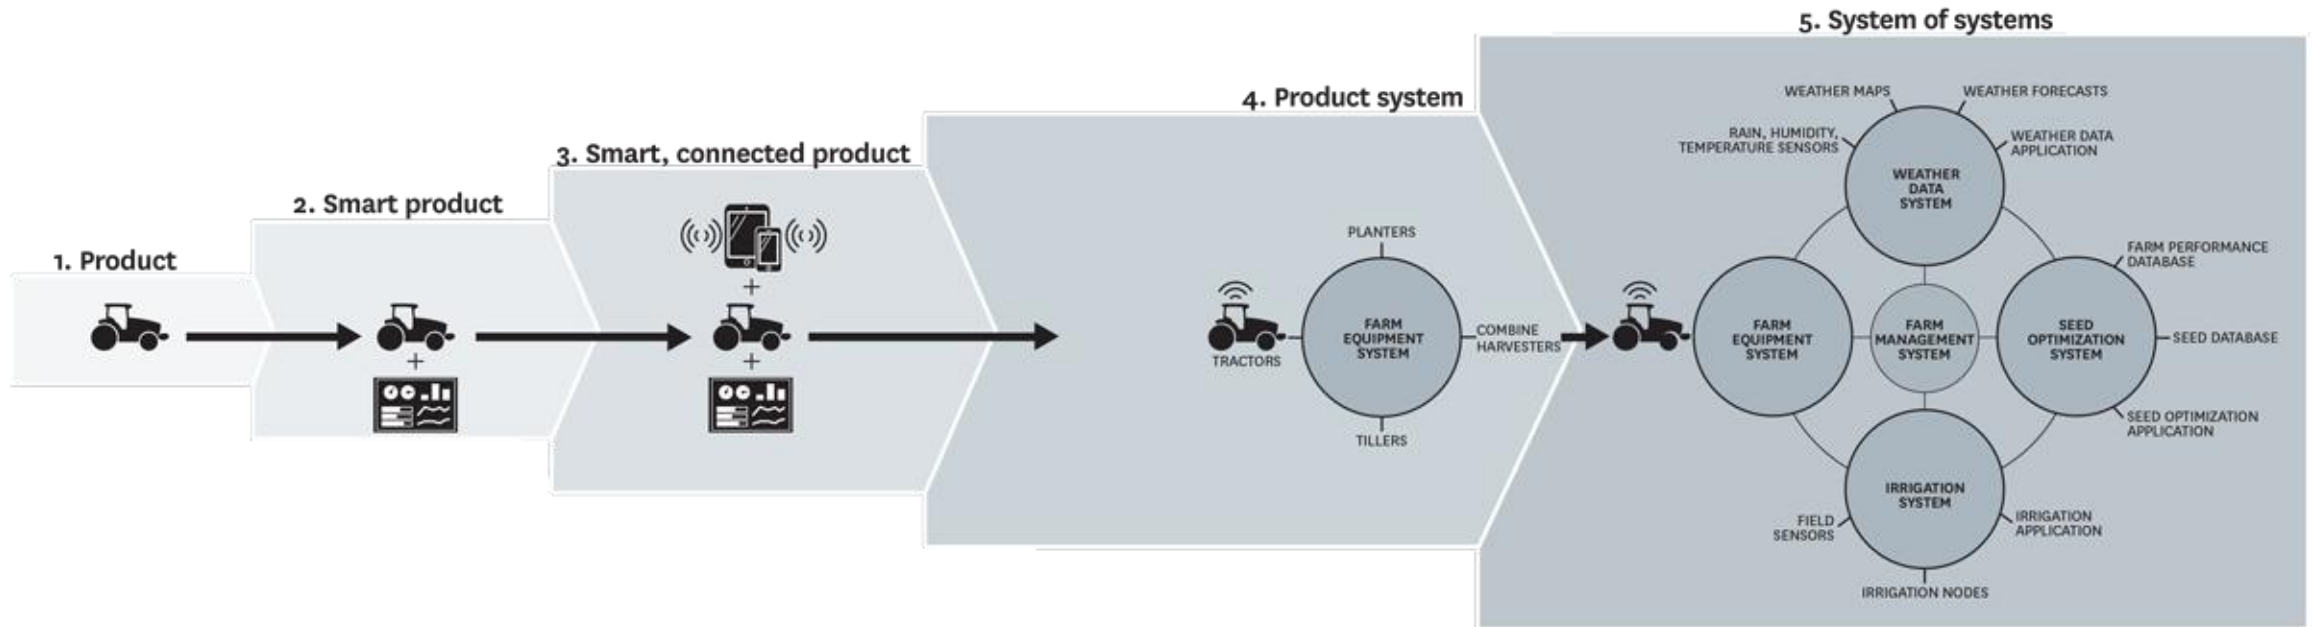 1. Product
2. Smart product
3. Smart, connected product
4. Product system
PLANTERS
TRACTORS
FARM
EQUIPMENT
SYSTEM
COMBINE
HARVESTERS
TILLERS
5. System of systems
WEATHER MAPS
WEATHER FORECASTS
RAIN, HUMIDITY,
TEMPERATURE SENSORS
WEATHER DATA
APPLICATION
WEATHER
DATA
SYSTEM
FARM
EQUIPMENT
SYSTEM
FARM
MANAGEMENT
SYSTEM
SEED
OPTIMIZATION
SYSTEM
FARM PERFORMANCE
DATABASE
SEED DATABASE
SEED OPTIMIZATION
APPLICATION
IRRIGATION
SYSTEM
FIELD
SENSORS
IRRIGATION
APPLICATION
IRRIGATION NODES